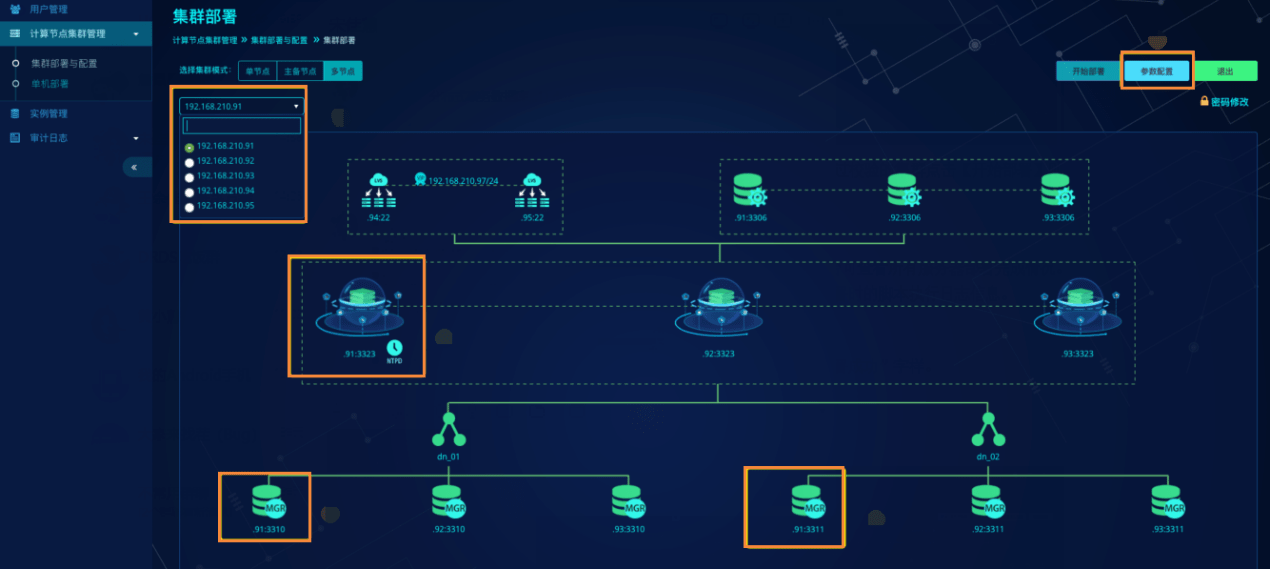 用户管理
计算节点集群管理
集群部署与配置
单机部署
实例管理
审计日志
«
集群部署
计算节点集群管理 » 集群部署与配置 » 集群部署
选择集群模式: 单节点 主备节点 多节点
开始部署 参数配置 退出
密码修改
192.168.210.91
192.168.210.91
192.168.210.92
192.168.210.93
192.168.210.94
192.168.210.95
LVS 192.168.210.97/24 LVS
.94:22 .95:22
.91:3306 .92:3306 .93:3306
.91:3323 NTPD .92:3323 .93:3323
dn_01 dn_02
MGR MGR MGR MGR MGR MGR
.91:3310 .92:3310 .93:3310 .91:3311 .92:3311 .93:3311